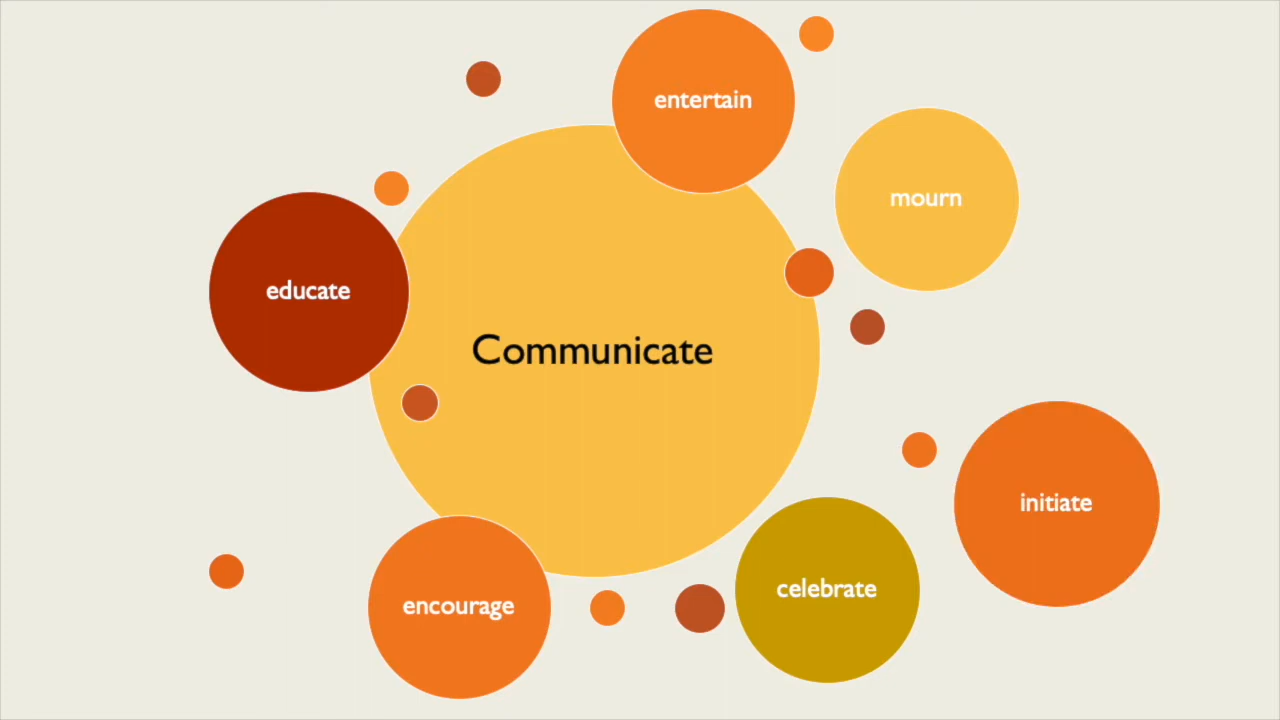 entertain
mourn
educate
Communicate
initiate
celebrate
encourage